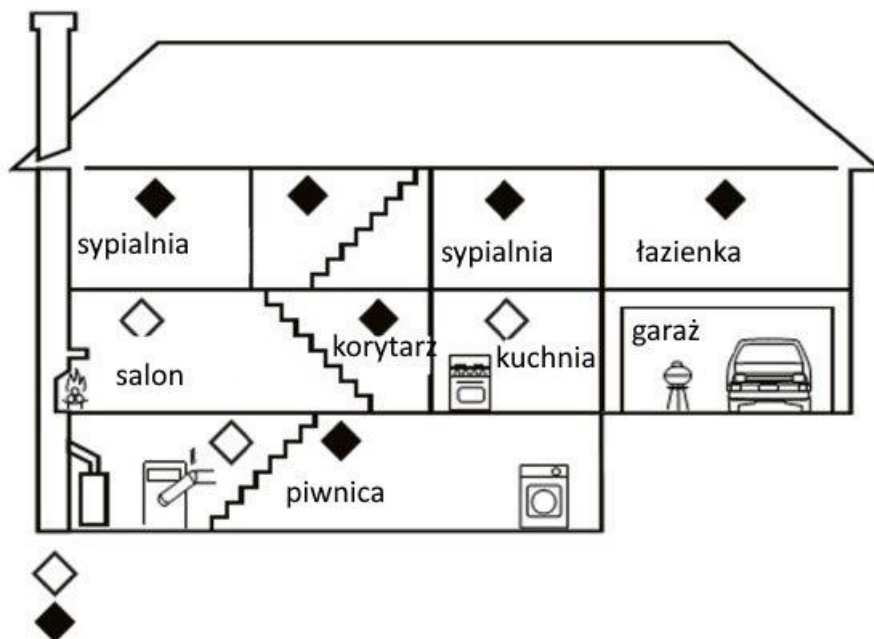 sypialnia
sypialnia
łazienka
salon
korytarz
kuchnia
garaż
piwnica